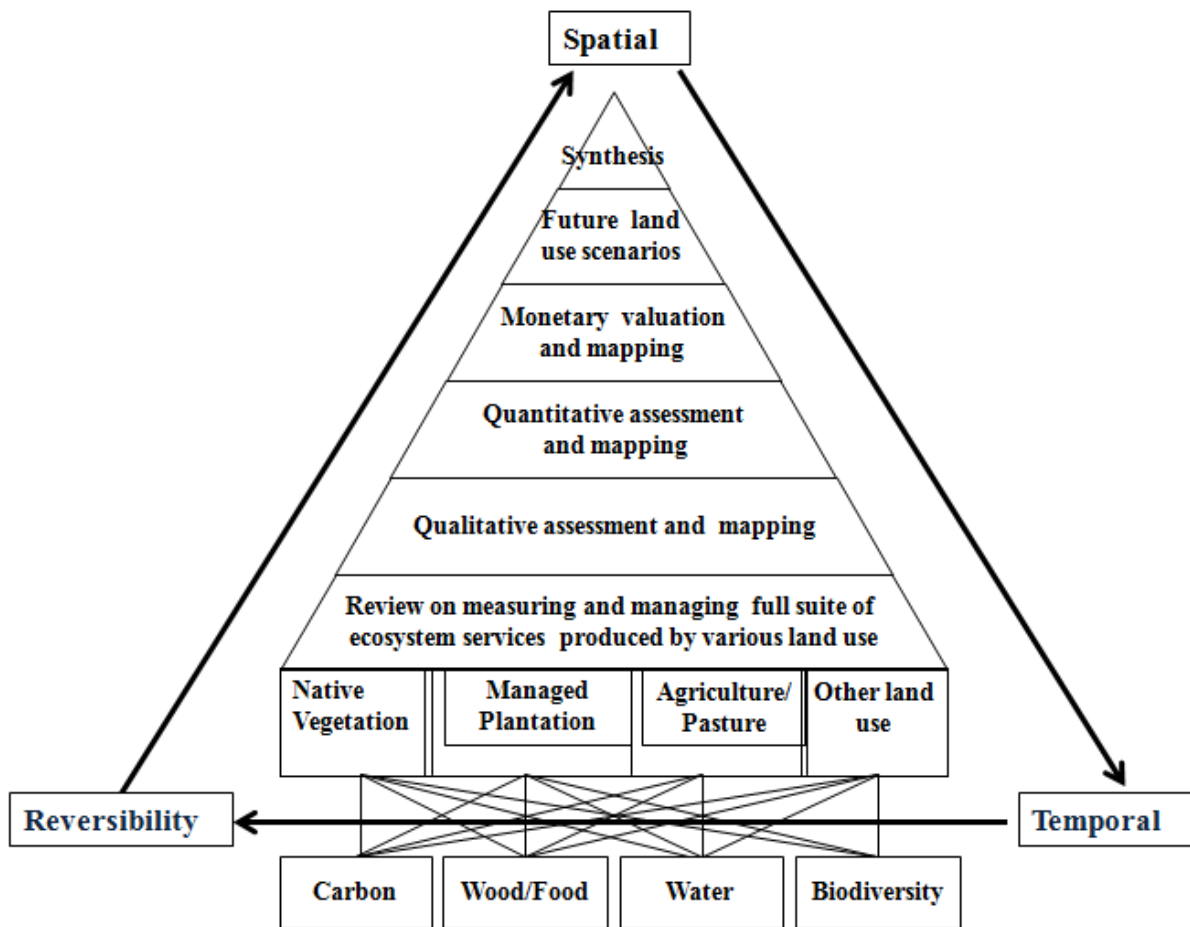 Spatial
Synthesis
Future land
use scenarios
Monetary valuation
and mapping
Quantitative assessment
and mapping
Qualitative assessment and mapping
Review on measuring and managing full suite of
ecosystem services produced by various land use
Native
Vegetation
Managed
Plantation
Agriculture/
Pasture
Other land
use
Reversibility
Temporal
Carbon
Wood/Food
Water
Biodiversity